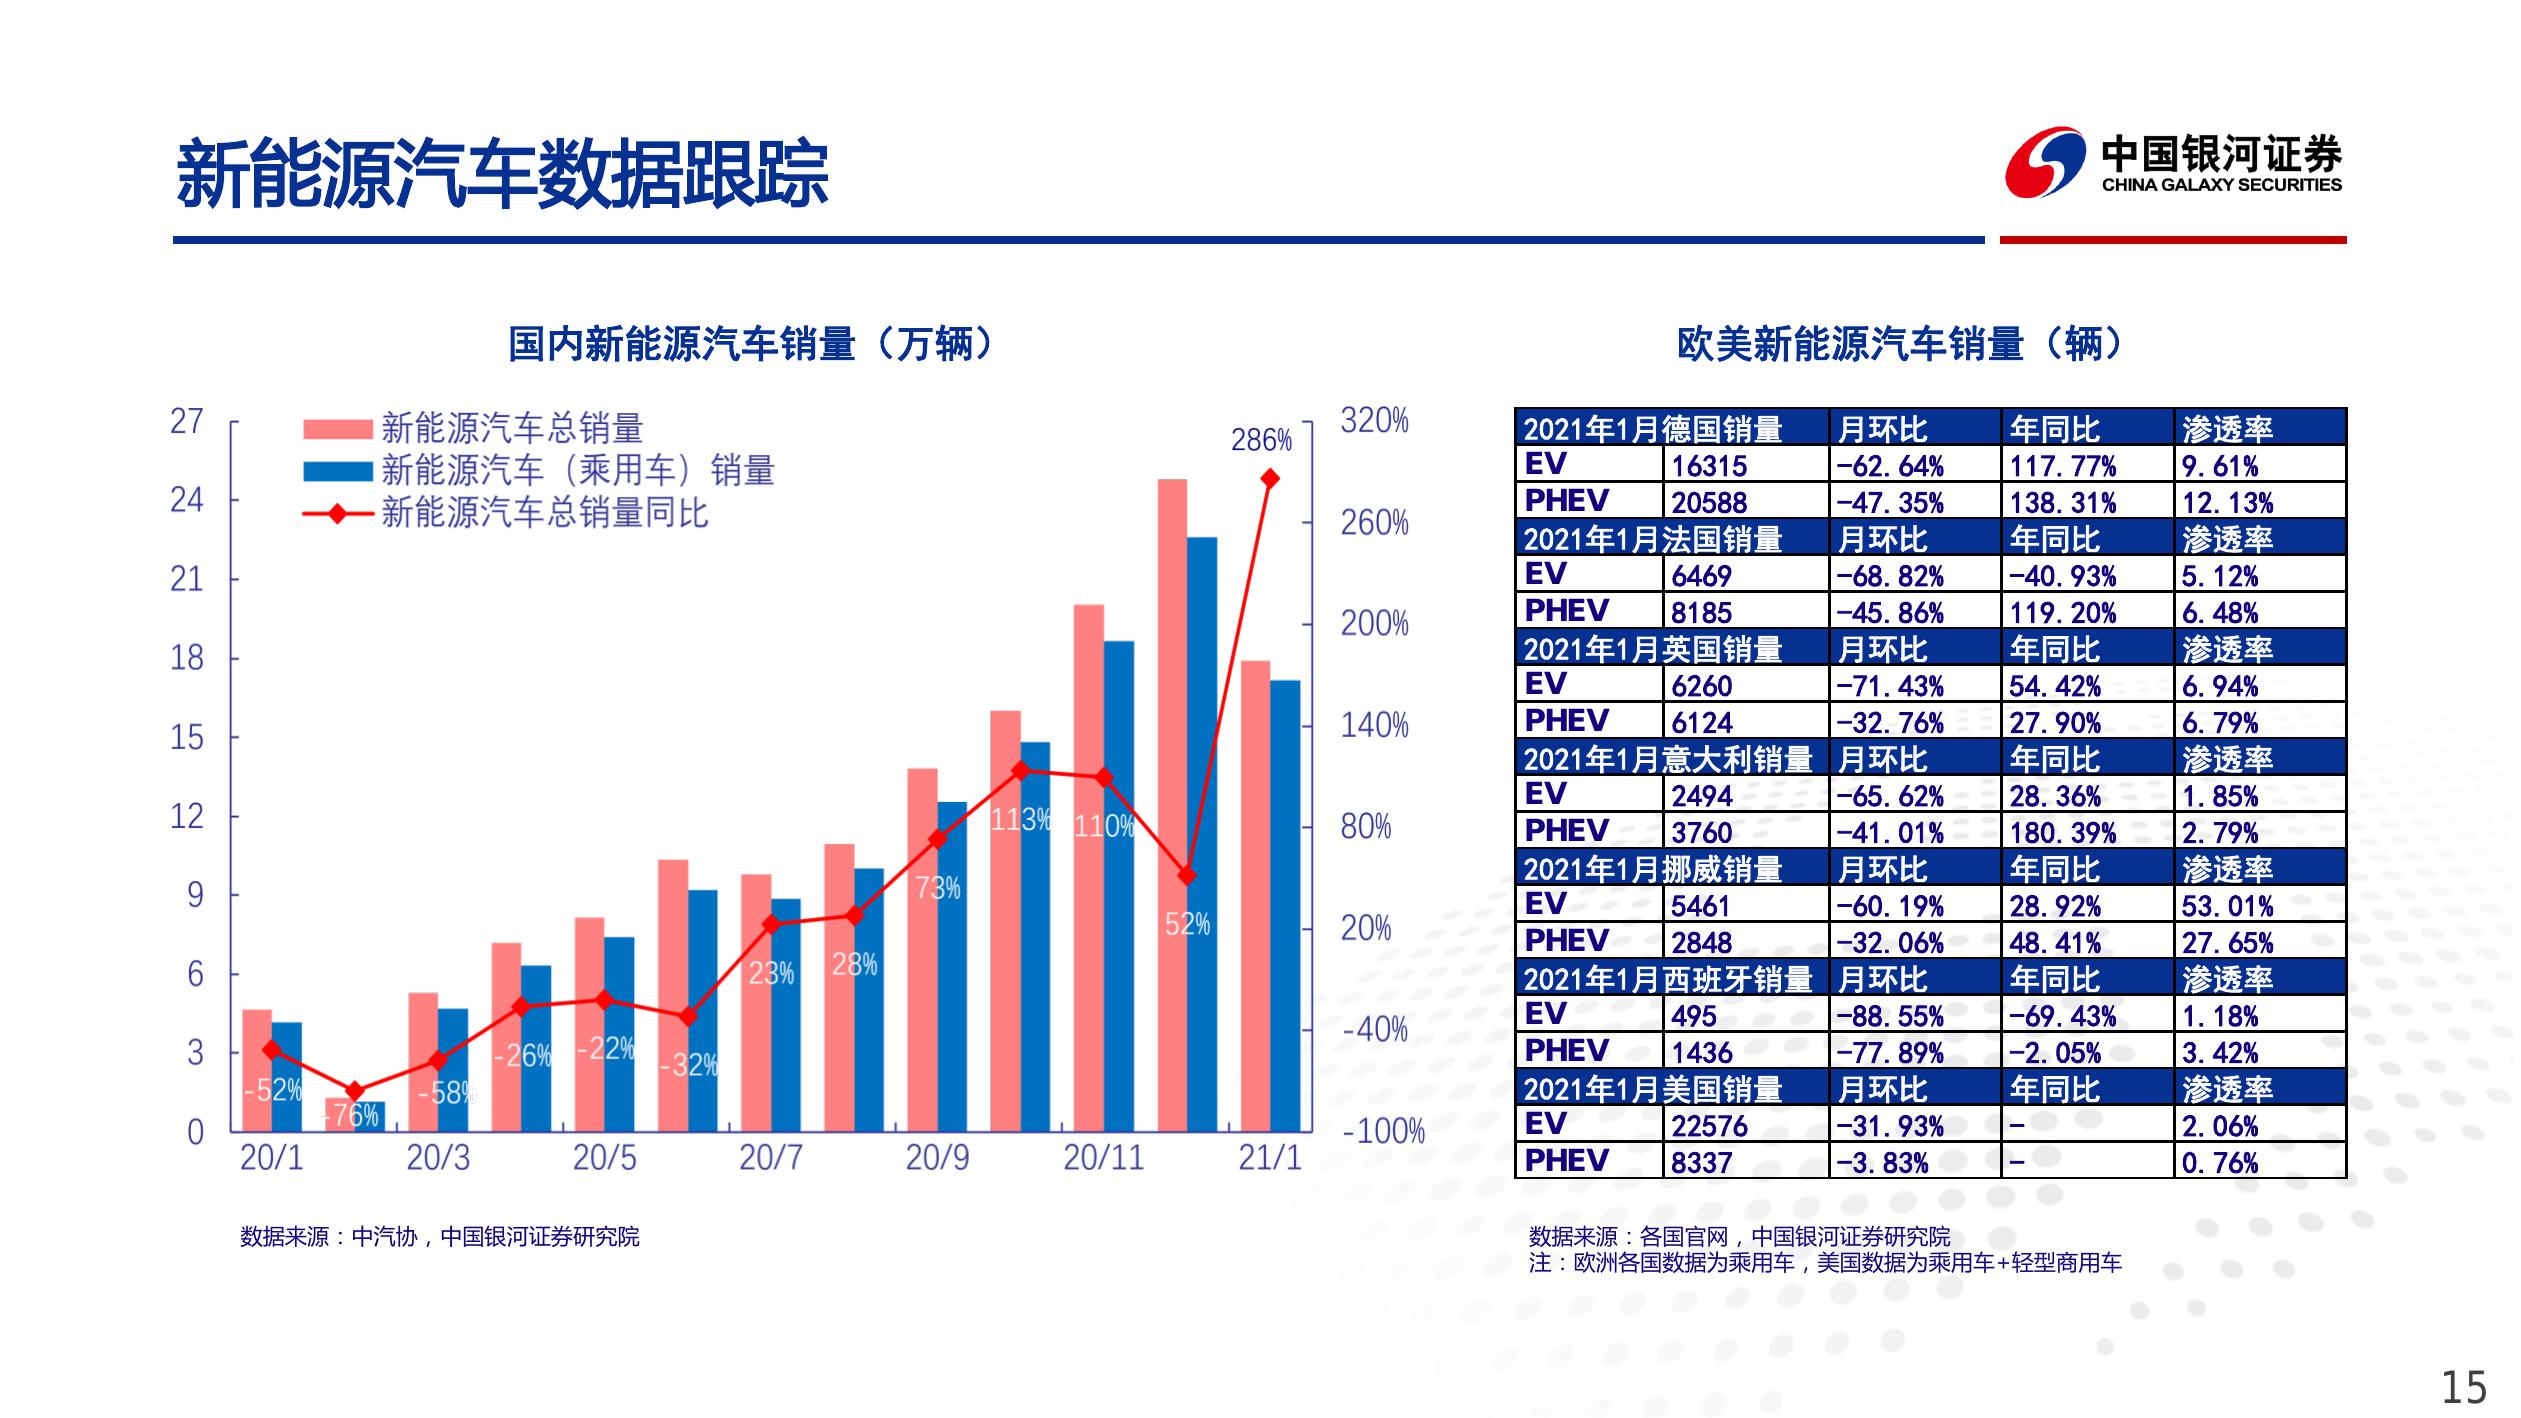 新能源汽车数据跟踪
中国银河证券
CHINA GALAXY SECURITIES
国内新能源汽车销量（万辆）
新能源汽车总销量
新能源汽车（乘用车）销量
新能源汽车总销量同比
27
24
21
18
15
12
9
6
3
0
320%
260%
200%
140%
80%
20%
-40%
-100%
-52%
-76%
-58%
-26%
-22%
-32%
23%
28%
73%
113%
110%
52%
286%
20/1 20/3 20/5 20/7 20/9 20/11 21/1
数据来源：中汽协，中国银河证券研究院
欧美新能源汽车销量（辆）
2021年1月德国销量 月环比 年同比 渗透率
EV 16315 -62.64% 117.77% 9.61%
PHEV 20588 -47.35% 138.31% 12.13%
2021年1月法国销量 月环比 年同比 渗透率
EV 6469 -68.82% -40.93% 5.12%
PHEV 8185 -45.86% 119.20% 6.48%
2021年1月英国销量 月环比 年同比 渗透率
EV 6260 -71.43% 54.42% 6.94%
PHEV 6124 -32.76% 27.90% 6.79%
2021年1月意大利销量 月环比 年同比 渗透率
EV 2494 -65.62% 28.36% 1.85%
PHEV 3760 -41.01% 180.39% 2.79%
2021年1月挪威销量 月环比 年同比 渗透率
EV 5461 -60.19% 28.92% 53.01%
PHEV 2848 -32.06% 48.41% 27.65%
2021年1月西班牙销量 月环比 年同比 渗透率
EV 495 -88.55% -69.43% 1.18%
PHEV 1436 -77.89% -2.05% 3.42%
2021年1月美国销量 月环比 年同比 渗透率
EV 22576 -31.93% - 2.06%
PHEV 8337 -3.83% - 0.76%
数据来源：各国官网，中国银河证券研究院
注：欧洲各国数据为乘用车，美国数据为乘用车+轻型商用车
15